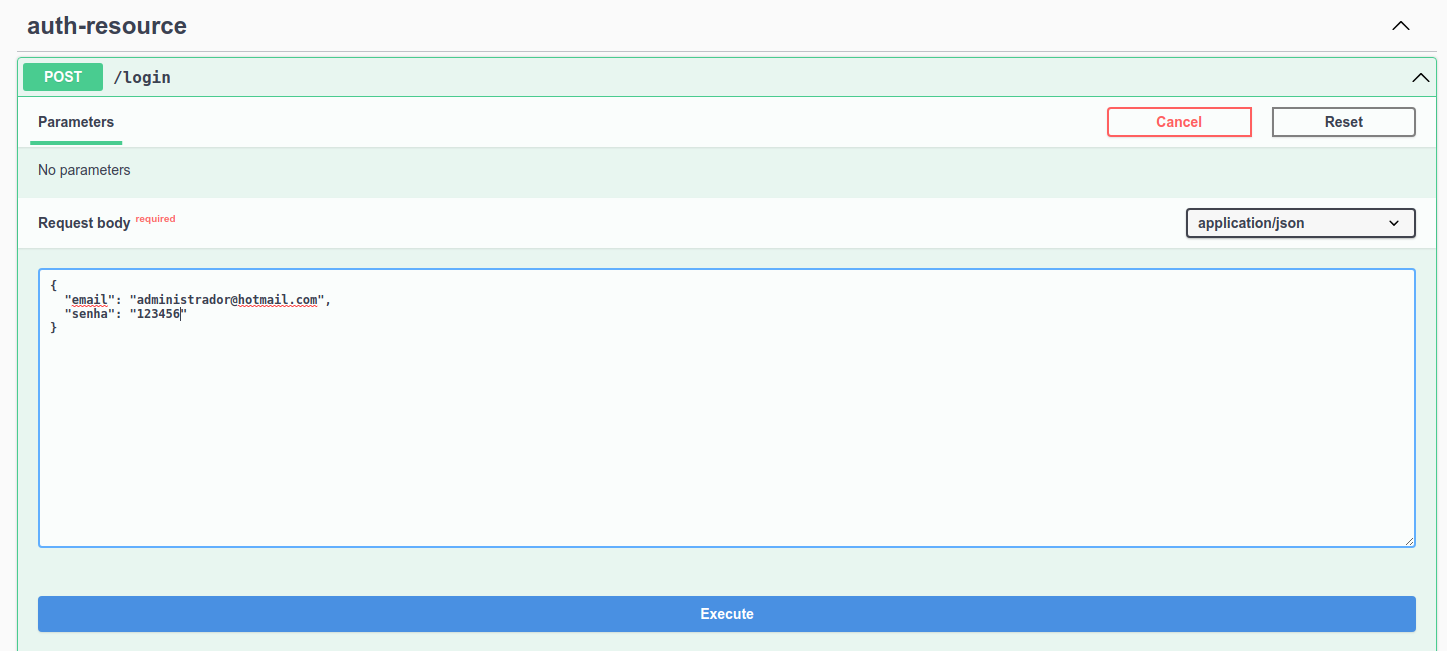 auth-resource
POST /login
Parameters Cancel Reset
No parameters
Request body required application/json
{
"email": "administrador@hotmail.com",
"senha": "123456"
}
Execute